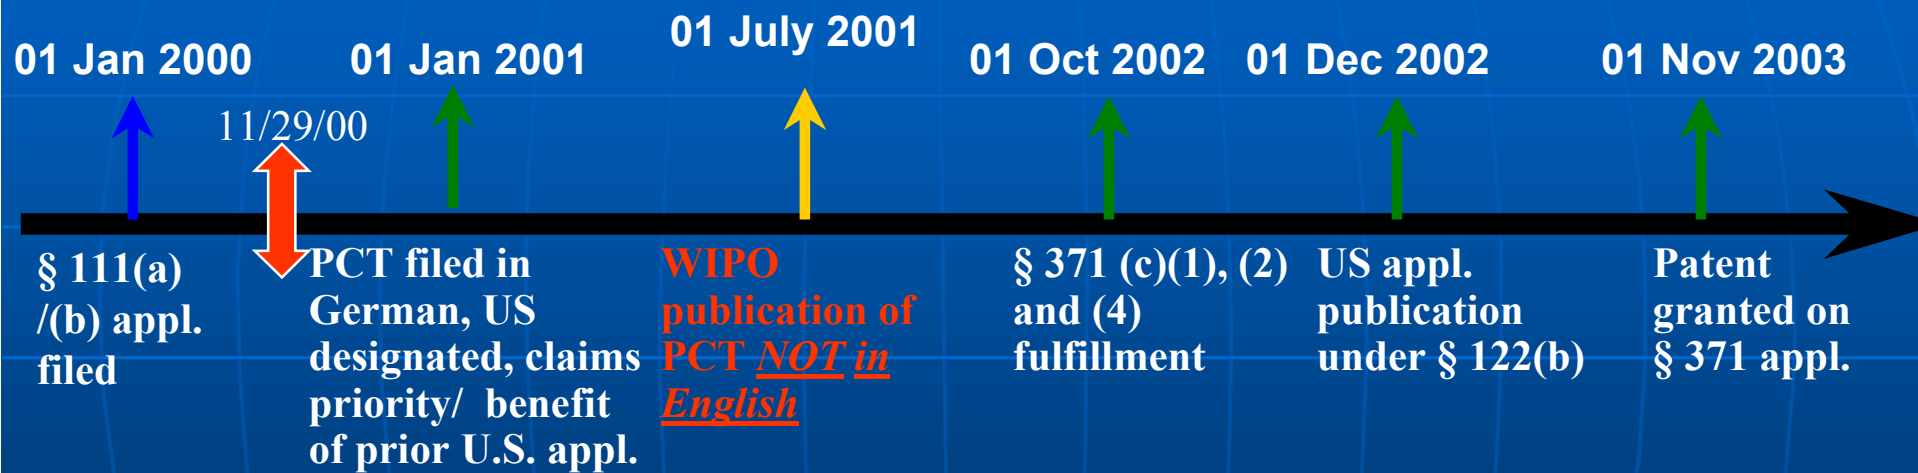 01 Jan 2000
01 Jan 2001
01 July 2001
01 Oct 2002
01 Dec 2002
01 Nov 2003
11/29/00
§ 111(a)
/(b) appl.
filed
PCT filed in
German, US
designated, claims
priority/ benefit
of prior U.S. appl.
WIPO
publication of
PCT NOT in
English
§ 371 (c)(1), (2)
and (4)
fulfillment
US appl.
publication
under § 122(b)
Patent
granted on
§ 371 appl.